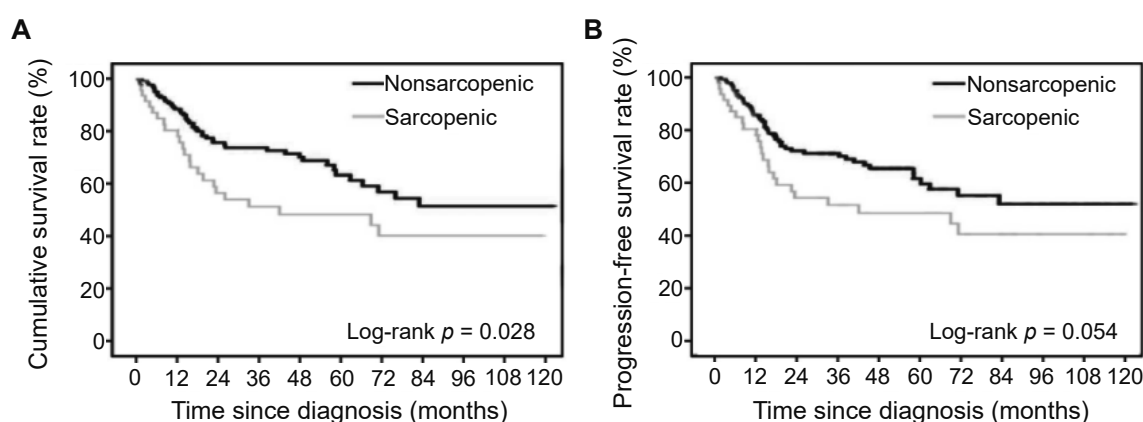 A
Cumulative survival rate (%)
100
80
60
40
20
0
Nonsarcopenic
Sarcopenic
Log-rank p = 0.028
0 12 24 36 48 60 72 84 96 108 120
Time since diagnosis (months)
B
Progression-free survival rate (%)
100
80
60
40
20
0
Nonsarcopenic
Sarcopenic
Log-rank p = 0.054
0 12 24 36 48 60 72 84 96 108 120
Time since diagnosis (months)